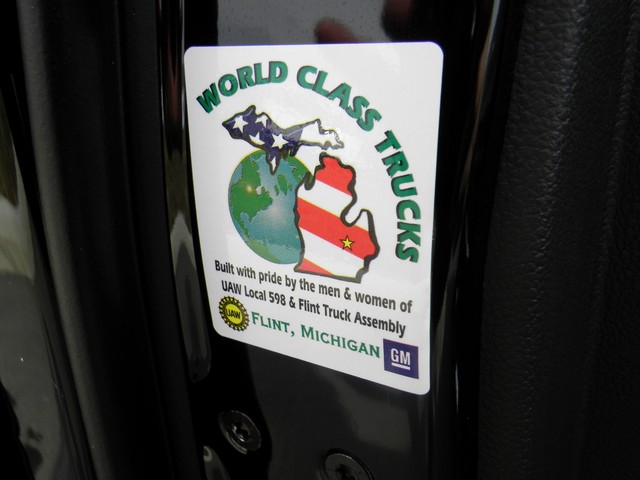 WORLD CLASS TRUCKS
Built with pride by the men & women of
UAW Local 598 & Flint Truck Assembly
UAW
FLINT, MICHIGAN
GM